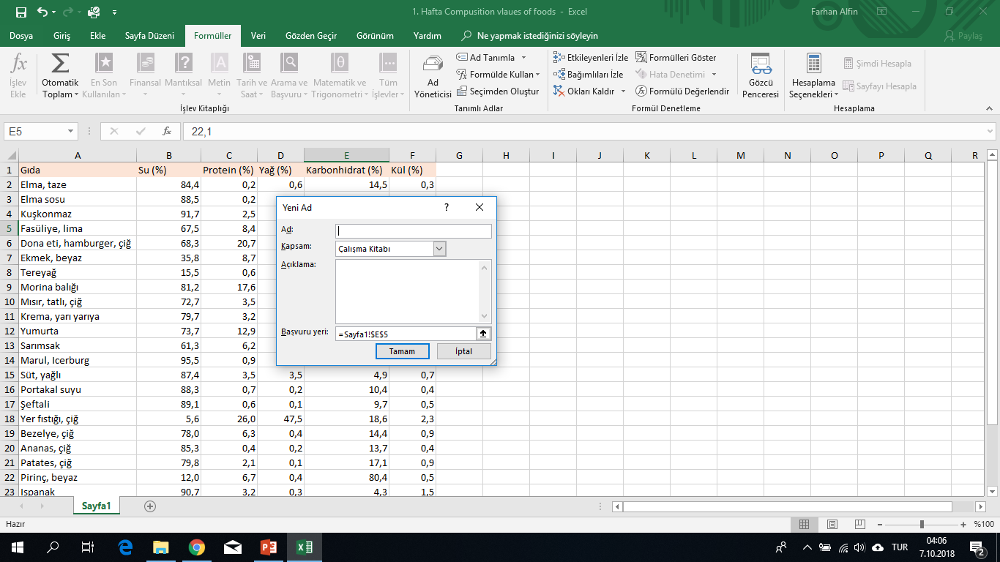 1. Hafta Compusition vlaues of foods - Excel
Farhan Alfin
Dosya Giriş Ekle Sayfa Düzeni Formüller Veri Gözden Geçir Görünüm Yardım Ne yapmak istediğinizi söyleyin Paylaş
İşlev Ekle
Otomatik Toplam
En Son Kullanılan
Finansal
Mantıksal
Metin
Tarih ve Saat
Arama ve Başvuru
Matematik ve Trigonometri
Tüm İşlevler
İşlev Kitaplığı
Ad Yöneticisi
Ad Tanımla
Formülde Kullan
Seçimden Oluştur
Tanımlı Adlar
Etkileyenleri İzle
Bağımlıları İzle
Okları Kaldır
Formülleri Göster
Hata Denetimi
Formülü Değerlendir
Formül Denetleme
Gözcü Penceresi
Hesaplama Seçenekleri
Şimdi Hesapla
Sayfayı Hesapla
Hesaplama
E5 fx 22,1
A B C D E F G H I J K L M N O P Q R
1 Gıda Su (%) Protein (%) Yağ (%) Karbonhidrat (%) Kül (%)
2 Elma, taze 84,4 0,2 0,6 14,5 0,3
3 Elma sosu 88,5 0,2
4 Kuşkonmaz 91,7 2,5
5 Fasüliye, lima 67,5 8,4
6 Dona eti, hamburger, çiğ 68,3 20,7
7 Ekmek, beyaz 35,8 8,7
8 Tereyağ 15,5 0,6
9 Morina balığı 81,2 17,6
10 Mısır, tatlı, çiğ 72,7 3,5
11 Krema, yarı yarıya 79,7 3,2
12 Yumurta 73,7 12,9
13 Sarımsak 61,3 6,2
14 Marul, Icerburg 95,5 0,9
15 Süt, yağlı 87,4 3,5 3,5 4,9 0,7
16 Portakal suyu 88,3 0,7 0,2 10,4 0,4
17 Şeftali 89,1 0,6 0,1 9,7 0,5
18 Yer fıstığı, çiğ 5,6 26,0 47,5 18,6 2,3
19 Bezelye, çiğ 78,0 6,3 0,4 14,4 0,9
20 Ananas, çiğ 85,3 0,4 0,2 13,7 0,4
21 Patates, çiğ 79,8 2,1 0,1 17,1 0,9
22 Pirinç, beyaz 12,0 6,7 0,4 80,4 0,5
23 Ispanak 90,7 3,2 0,3 4,3 1,5
Yeni Ad ?
Ad:
Kapsam: Çalışma Kitabı
Açıklama:
Başvuru yeri: =Sayfa1!$E$5
Tamam İptal
Sayfa1
Hazır
%100
TUR
04:06
7.10.2018
2